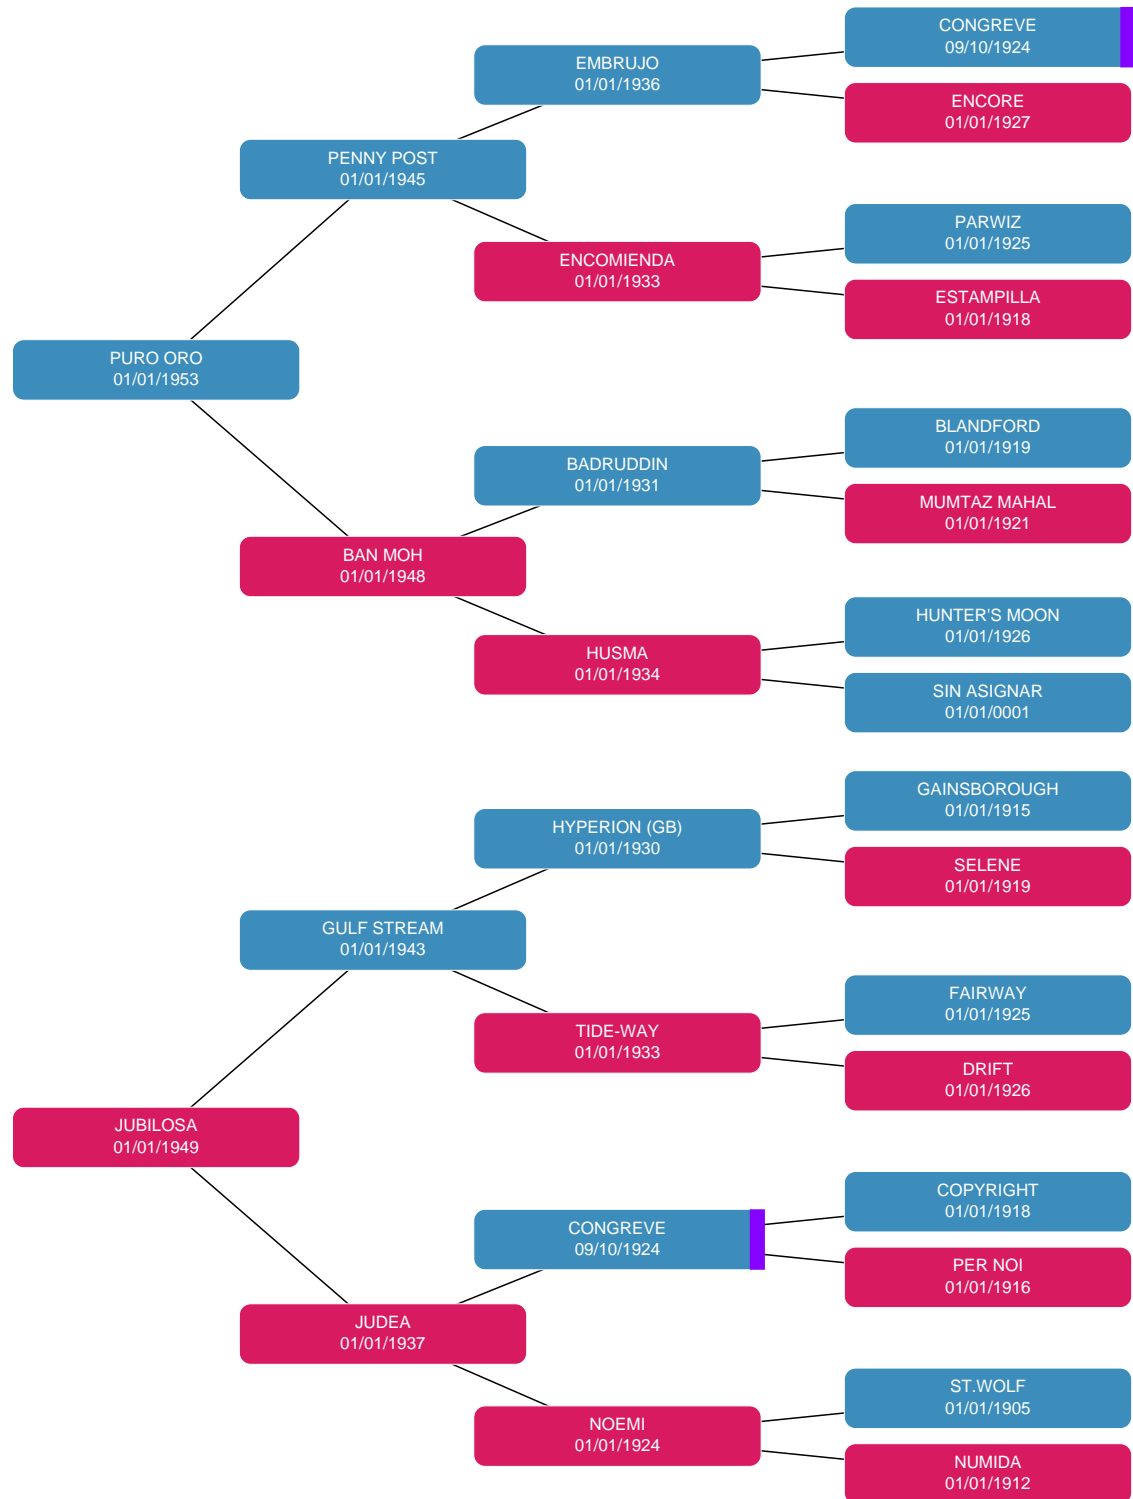 CONGREVE
09/10/1924
EMBRUJO
01/01/1936
ENCORE
01/01/1927
PENNY POST
01/01/1945
PARWIZ
01/01/1925
ENCOMIENDA
01/01/1933
ESTAMPILLA
01/01/1918
PURO ORO
01/01/1953
BLANDFORD
01/01/1919
BADRUDDIN
01/01/1931
MUMTAZ MAHAL
01/01/1921
BAN MOH
01/01/1948
HUNTER'S MOON
01/01/1926
HUSMA
01/01/1934
SIN ASIGNAR
01/01/0001
GAINSBOROUGH
01/01/1915
HYPERION (GB)
01/01/1930
SELENE
01/01/1919
GULF STREAM
01/01/1943
FAIRWAY
01/01/1925
TIDE-WAY
01/01/1933
DRIFT
01/01/1926
JUBILOSA
01/01/1949
COPYRIGHT
01/01/1918
CONGREVE
09/10/1924
PER NOI
01/01/1916
JUDEA
01/01/1937
ST.WOLF
01/01/1905
NOEMI
01/01/1924
NUMIDA
01/01/1912